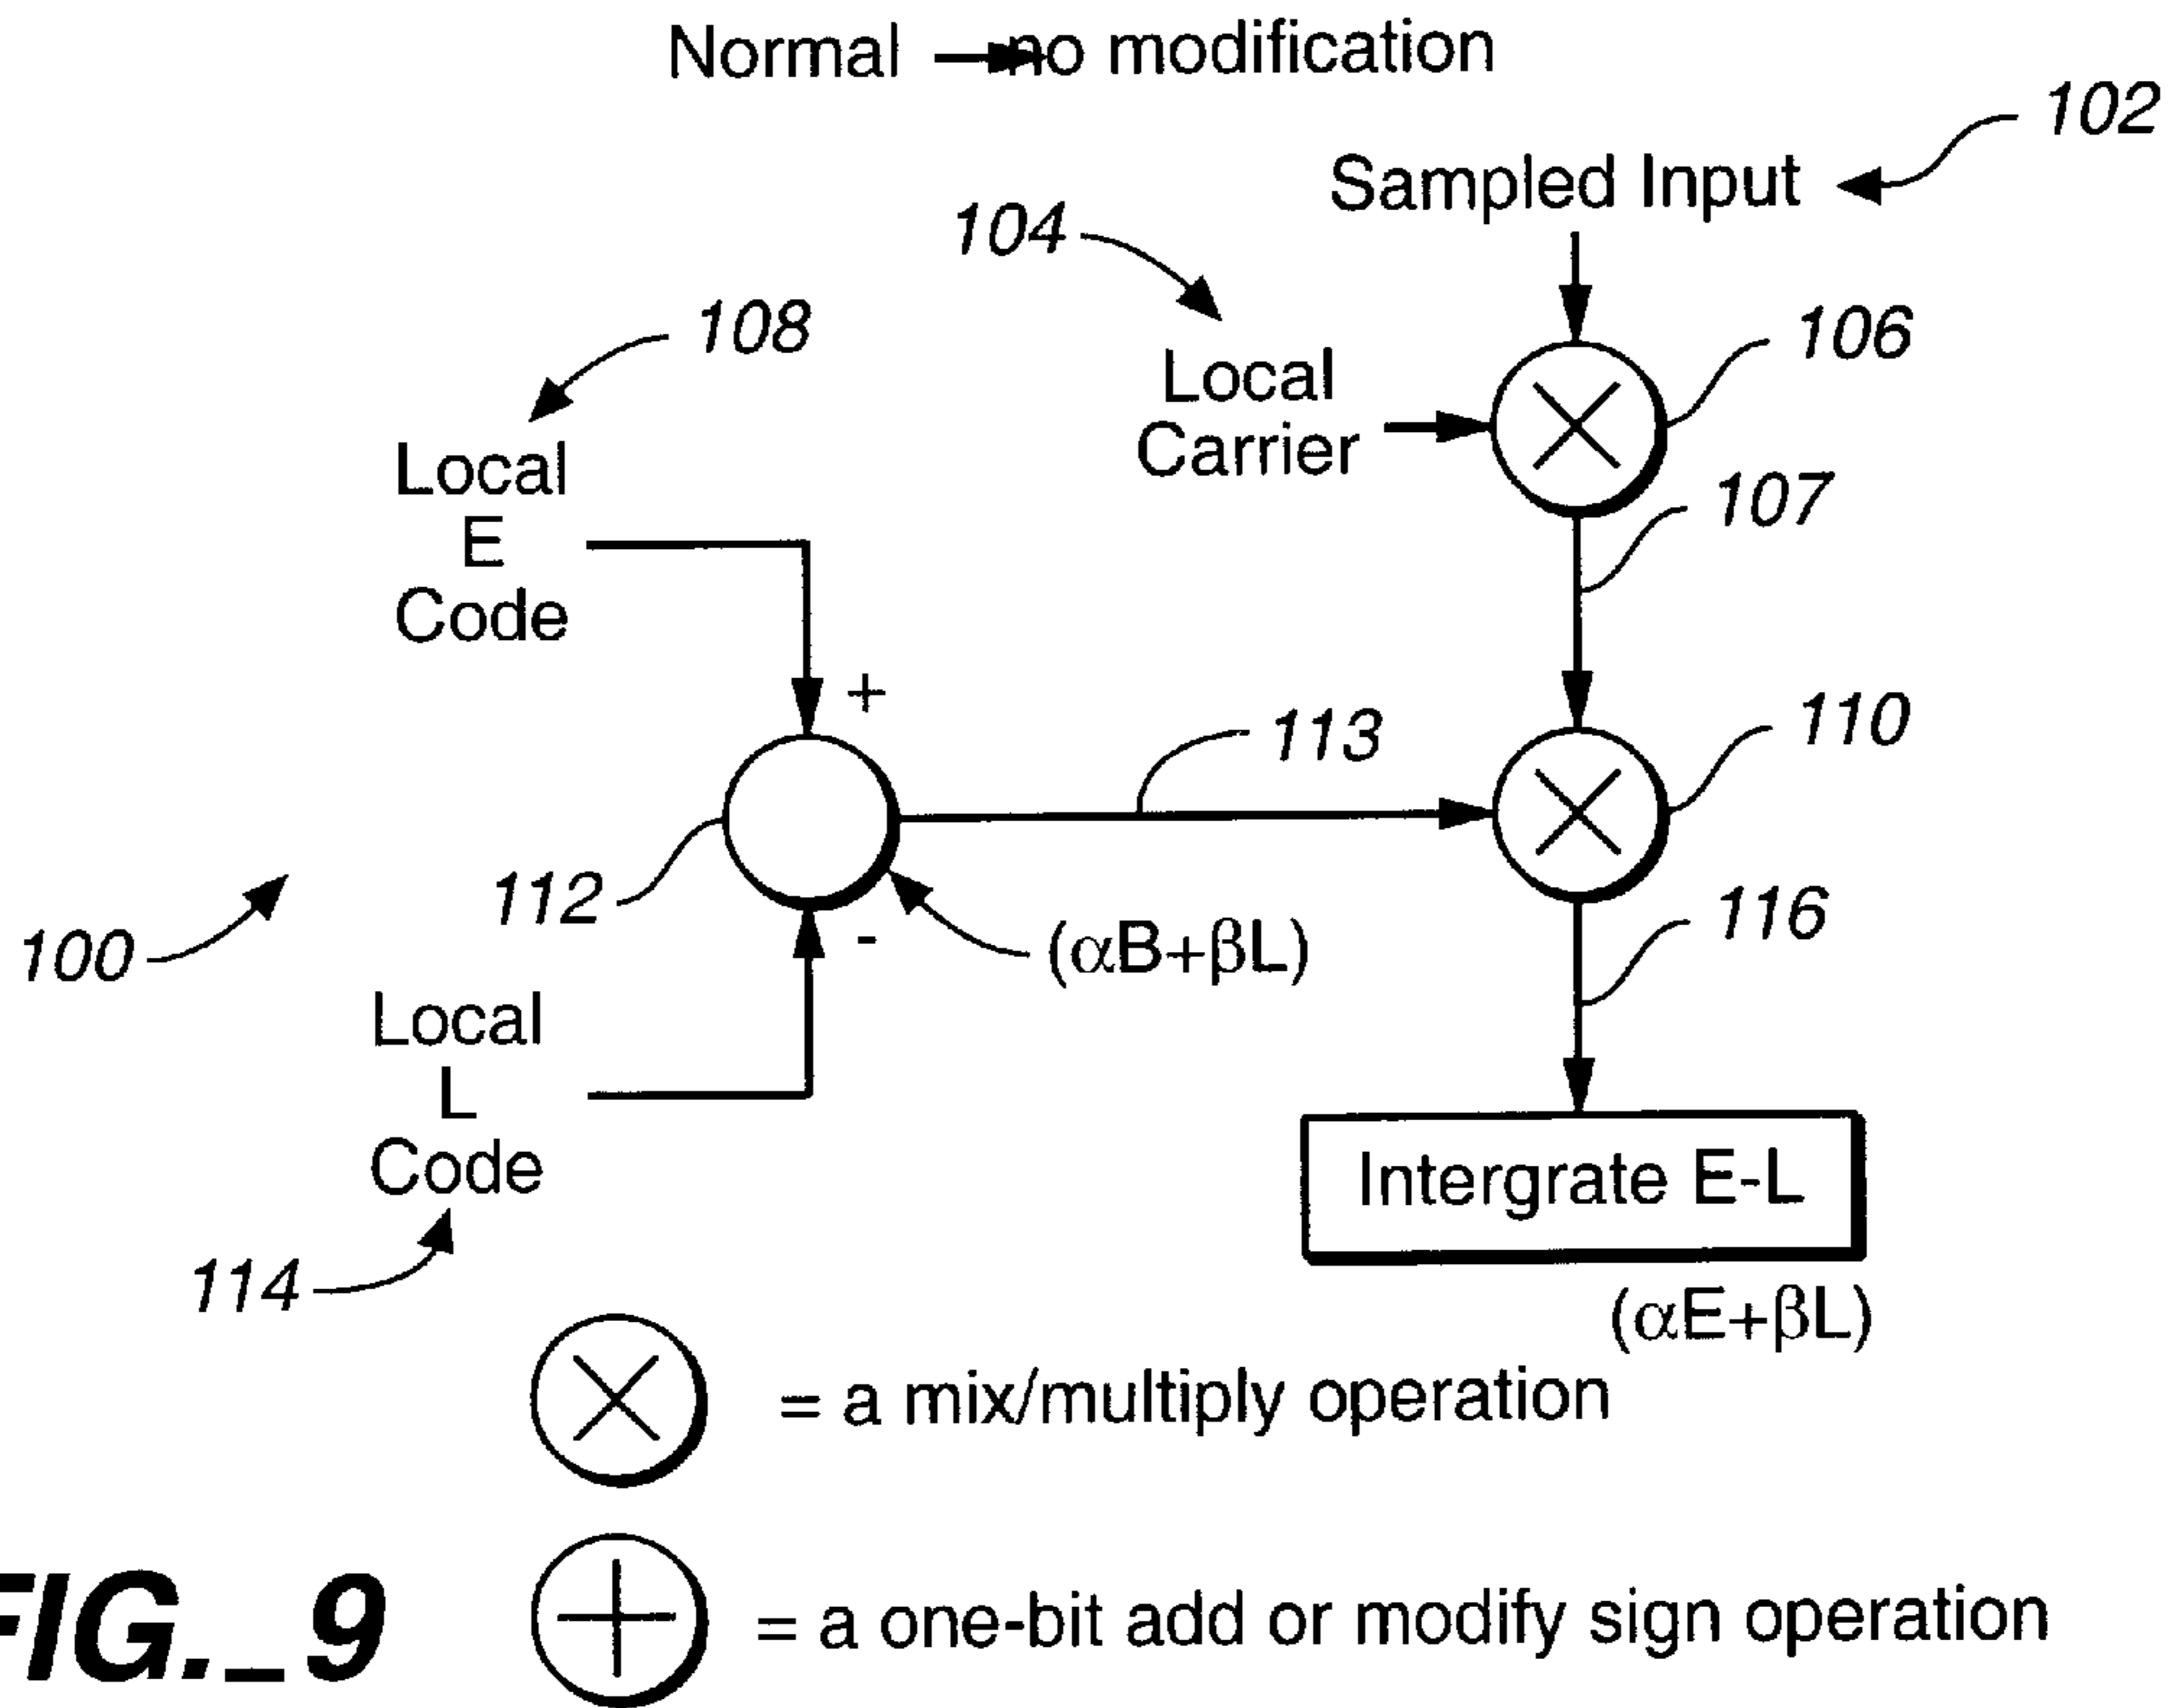 Normal → no modification
102
Sampled Input
104
108
106
Local
Carrier
Local
E
Code
107
+
113
110
112
-
(αB+βL)
116
100
Local
L
Code
Intergrate E-L
114
(αE+βL)
= a mix/multiply operation
= a one-bit add or modify sign operation
FIG._9